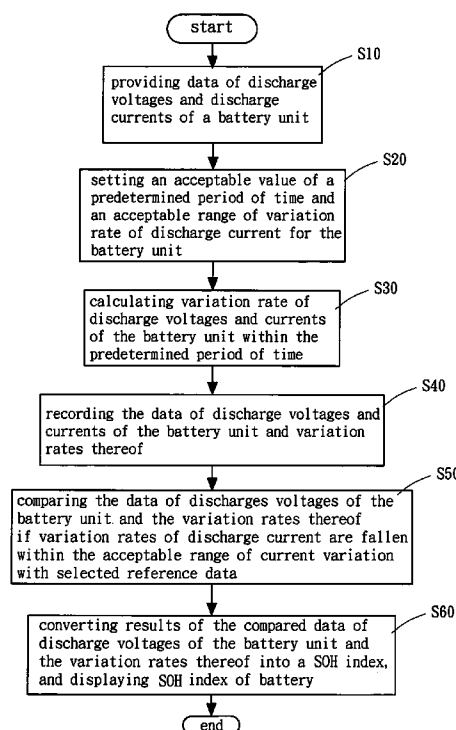 start
S10
providing data of discharge
voltages and discharge
currents of a battery unit
S20
setting an acceptable value of a
predetermined period of time and
an acceptable range of variation
rate of discharge current for the
battery unit
S30
calculating variation rate of
discharge voltages and currents
of the battery unit within the
predetermined period of time
S40
recording the data of discharge voltages and
currents of the battery unit and variation
rates thereof
S50
comparing the data of discharges voltages of the
battery unit and the variation rates thereof
if variation rates of discharge current are fallen
within the acceptable range of current variation
with selected reference data
S60
converting results of the compared data of
discharge voltages of the battery unit and
the variation rates thereof into a SOH index,
and displaying SOH index of battery
end